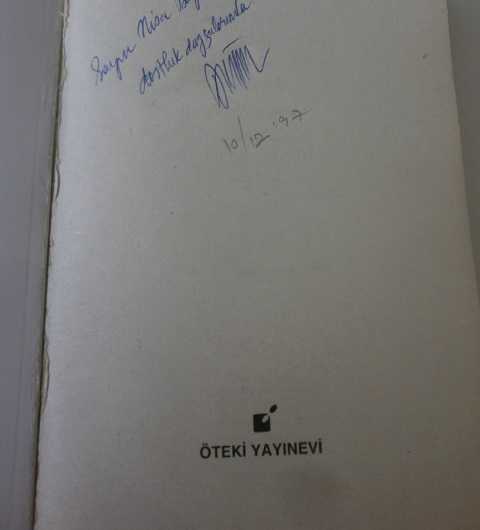 Sayın Nisa
dostluk duygularımla
10/12 '97
ÖTEKİ YAYINEVİ